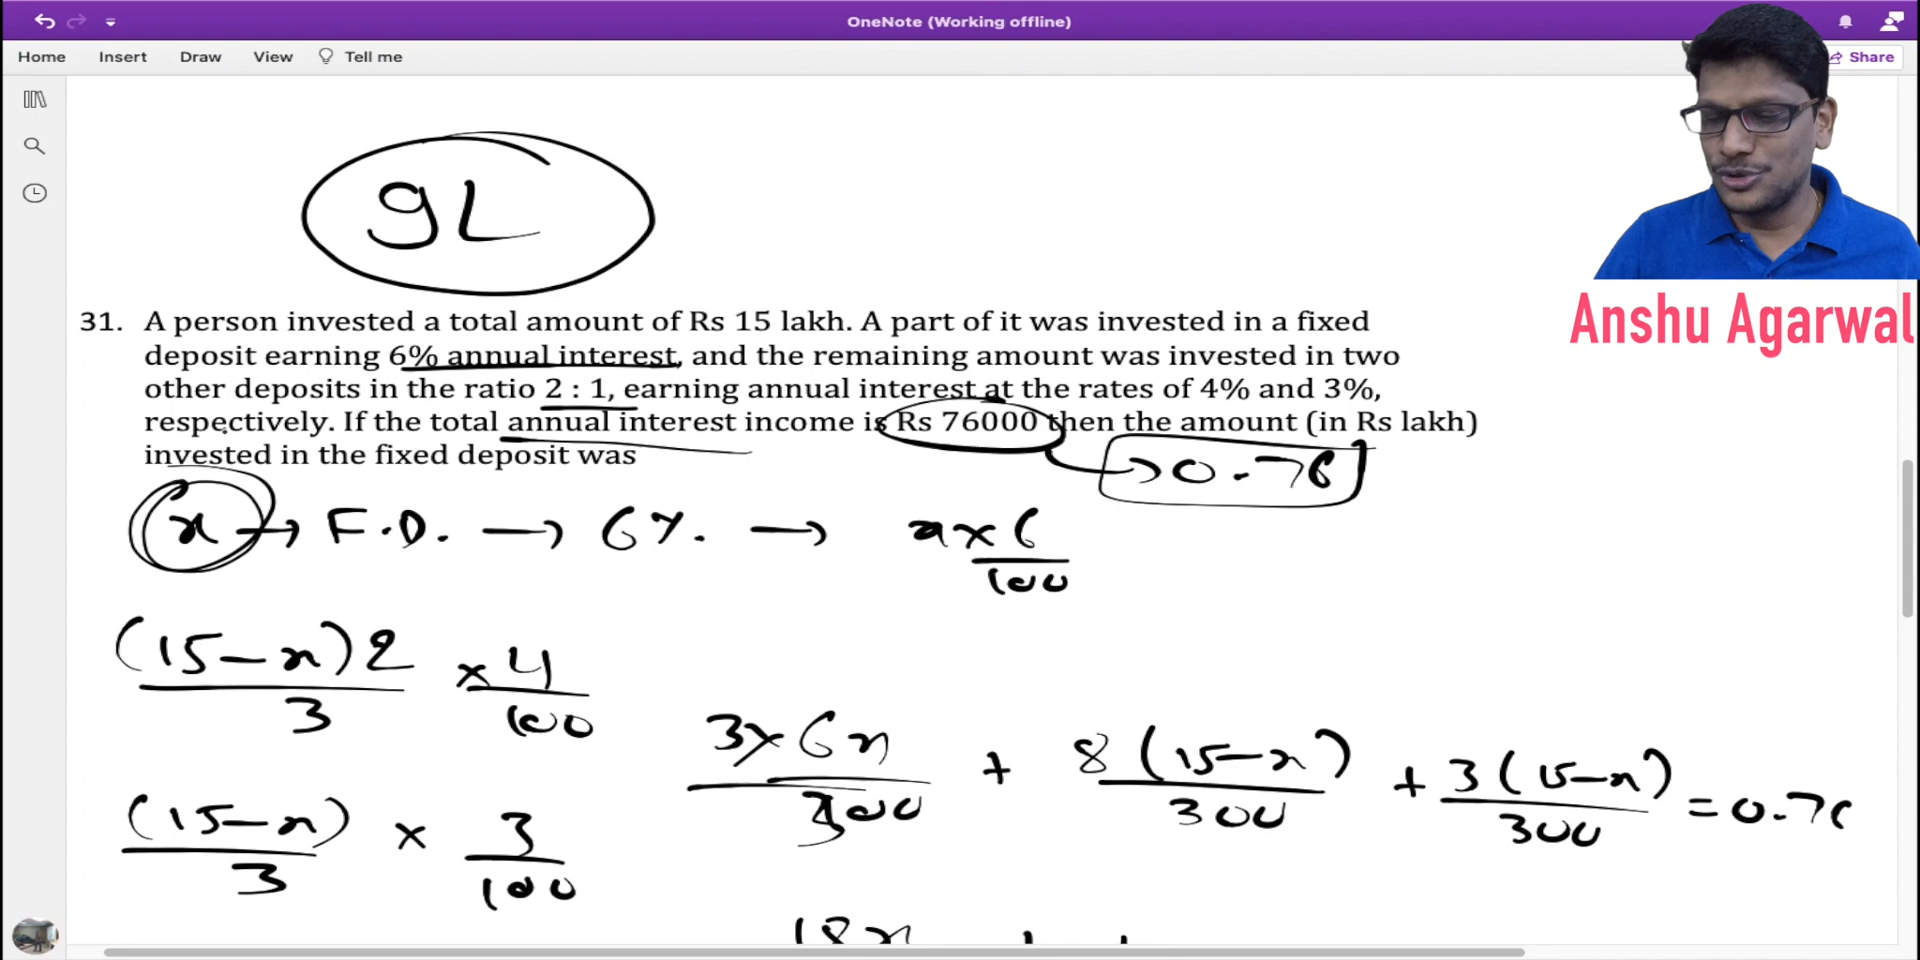 OneNote (Working offline)
Home Insert Draw View Tell me Share
9L
31. A person invested a total amount of Rs 15 lakh. A part of it was invested in a fixed
deposit earning 6% annual interest, and the remaining amount was invested in two
other deposits in the ratio 2 : 1, earning annual interest at the rates of 4% and 3%,
respectively. If the total annual interest income is Rs 76000 then the amount (in Rs lakh)
invested in the fixed deposit was
→ 0.76
x → F.D. → 6%. → x × 6 / 100
(15 – x) 2 / 3 × 4 / 100
3 × 6x / 300 + 8 (15 – x) / 300 + 3 (15 – x) / 300 = 0.76
(15 – x) / 3 × 3 / 100
18x
Anshu Agarwal